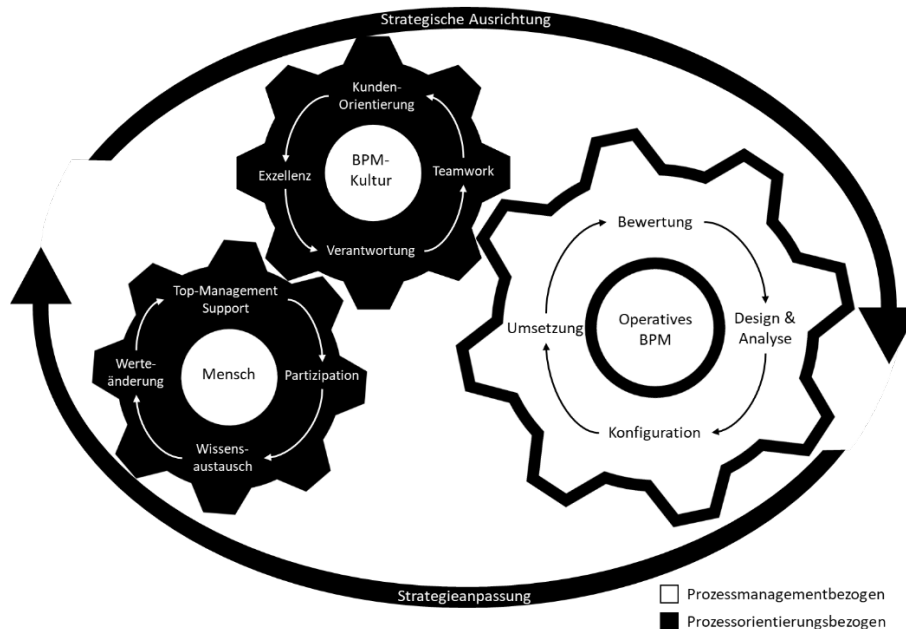 Strategische Ausrichtung
Kunden-
Orientierung
BPM-
Kultur
Exzellenz
Teamwork
Verantwortung
Bewertung
Operatives
BPM
Umsetzung
Design &
Analyse
Konfiguration
Top-Management
Support
Mensch
Werte-
änderung
Partizipation
Wissens-
austausch
Strategieanpassung
Prozessmanagementbezogen
Prozessorientierungsbezogen